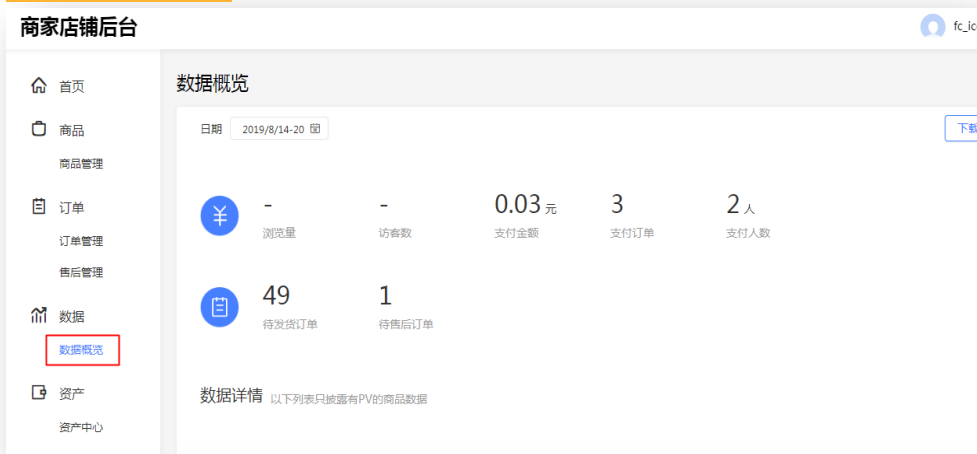 商家店铺后台
fc_ic
首页
商品
商品管理
订单
订单管理
售后管理
数据
数据概览
资产
资产中心
数据概览
日期 2019/8/14-20
下载
- - 0.03 元 3 2 人
浏览量 访客数 支付金额 支付订单 支付人数
49 1
待发货订单 待售后订单
数据详情 以下列表只披露有PV的商品数据